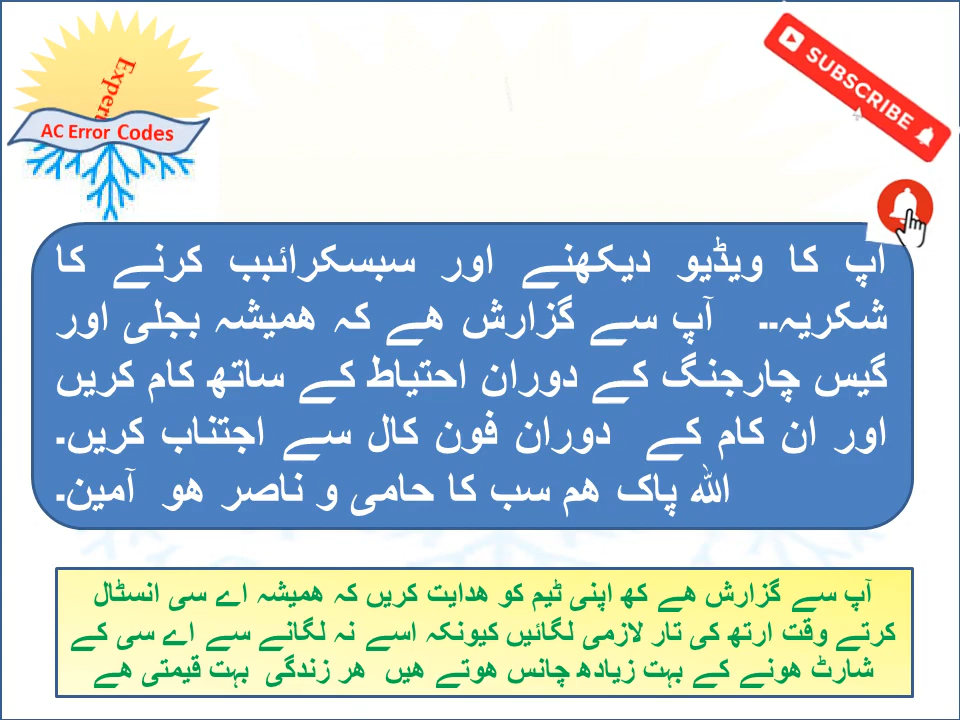 Expert
AC Error Codes
SUBSCRIBE
آپ کا ویڈیو دیکھنے اور سبسکرائبب کرنے کا
شکریہ۔۔ آپ سے گزارش ھے کہ ھمیشہ بجلی اور
گیس چارجنگ کے دوران احتیاط کے ساتھ کام کریں
اور ان کام کے دوران فون کال سے اجتناب کریں۔
اللہ پاک ھم سب کا حامی و ناصر ھو آمین۔
آپ سے گزارش ھے کھ اپنی ٹیم کو ھدایت کریں کہ ھمیشہ اے سی انسٹال
کرتے وقت ارتھ کی تار لازمی لگائیں کیونکہ اسے نہ لگانے سے اے سی کے
شارٹ ھونے کے بہت زیادھ چانس ھوتے ھیں ھر زندگی بہت قیمتی ھے